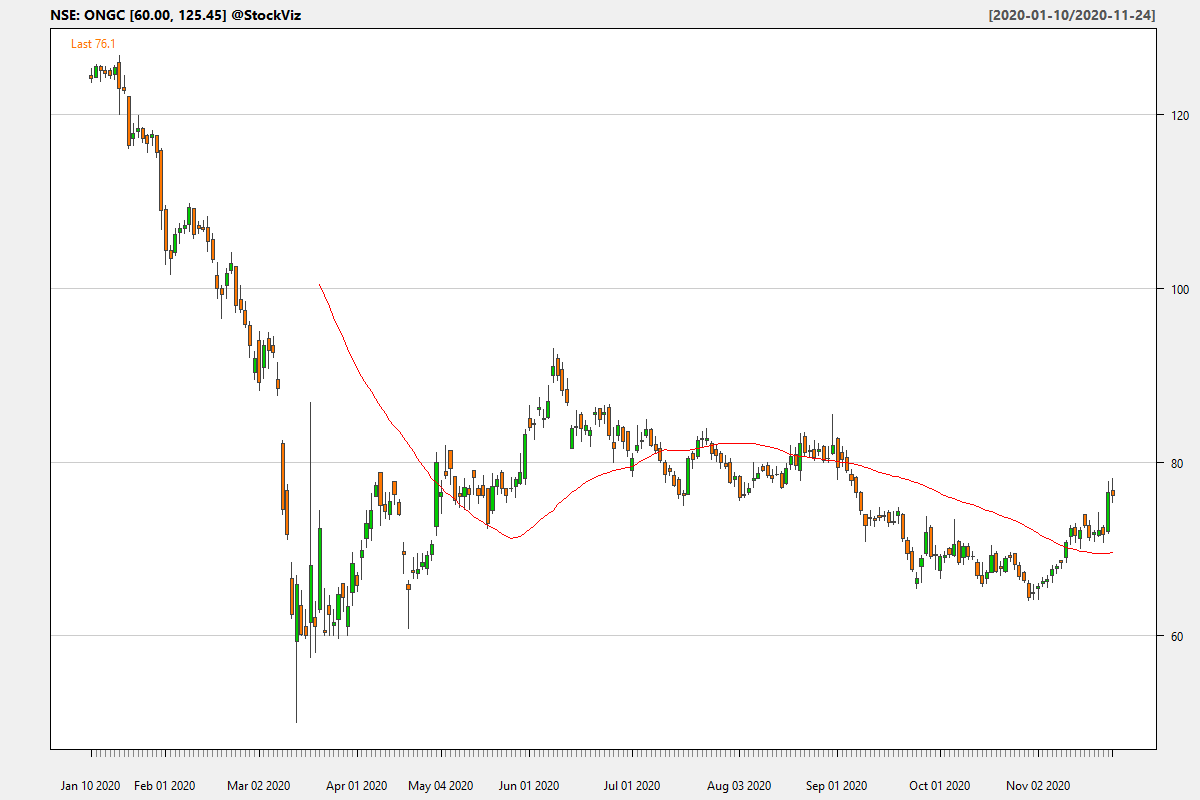 NSE: ONGC [60.00, 125.45] @StockViz
[2020-01-10/2020-11-24]
Last 76.1
120
100
80
60
Jan 10 2020
Feb 01 2020
Mar 02 2020
Apr 01 2020
May 04 2020
Jun 01 2020
Jul 01 2020
Aug 03 2020
Sep 01 2020
Oct 01 2020
Nov 02 2020